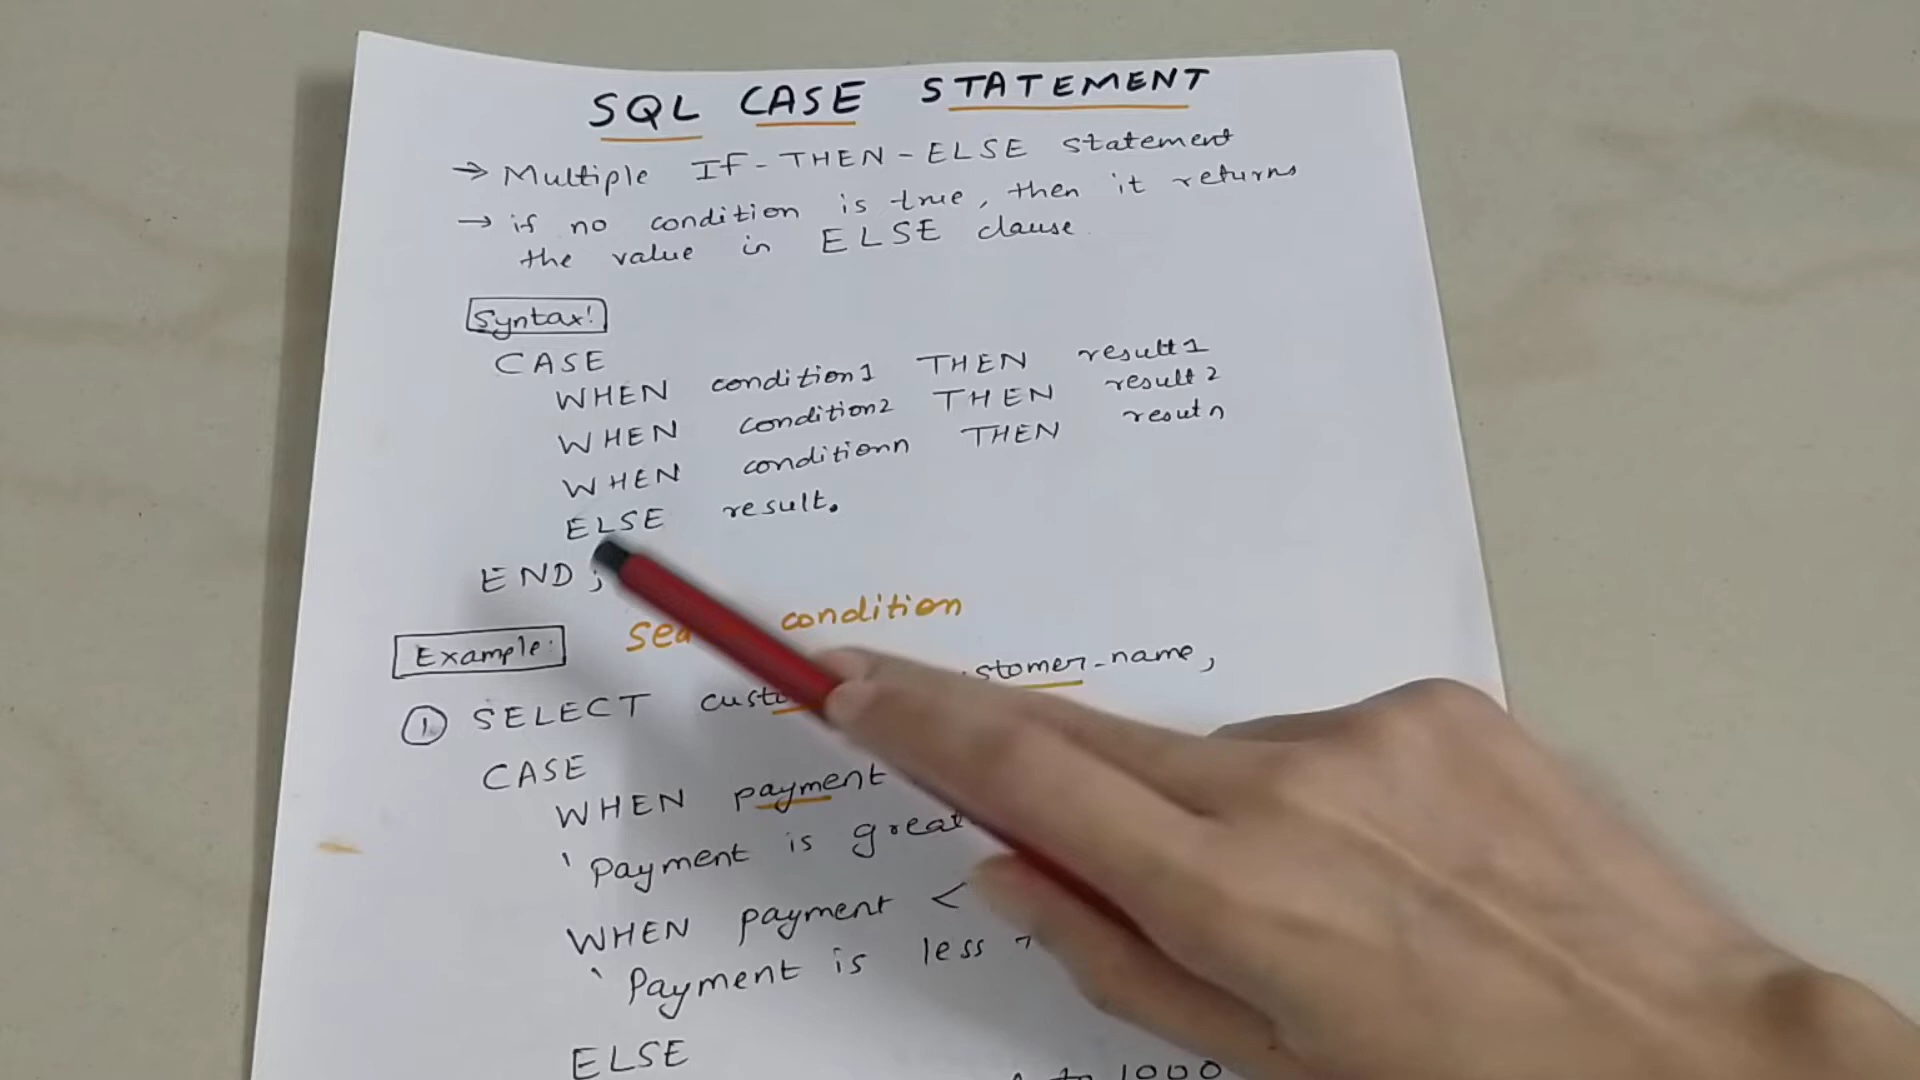 SQL CASE STATEMENT
→ Multiple IF-THEN-ELSE statement
→ if no condition is true, then it returns
the value in ELSE clause.
Syntax:
CASE
WHEN condition1 THEN result1
WHEN condition2 THEN result2
WHEN conditionn THEN resutn
ELSE result.
END;
condition
Example:
① SELECT customer_name,
CASE
WHEN payment
'Payment is
WHEN payment <
'Payment is less
ELSE
to 1000